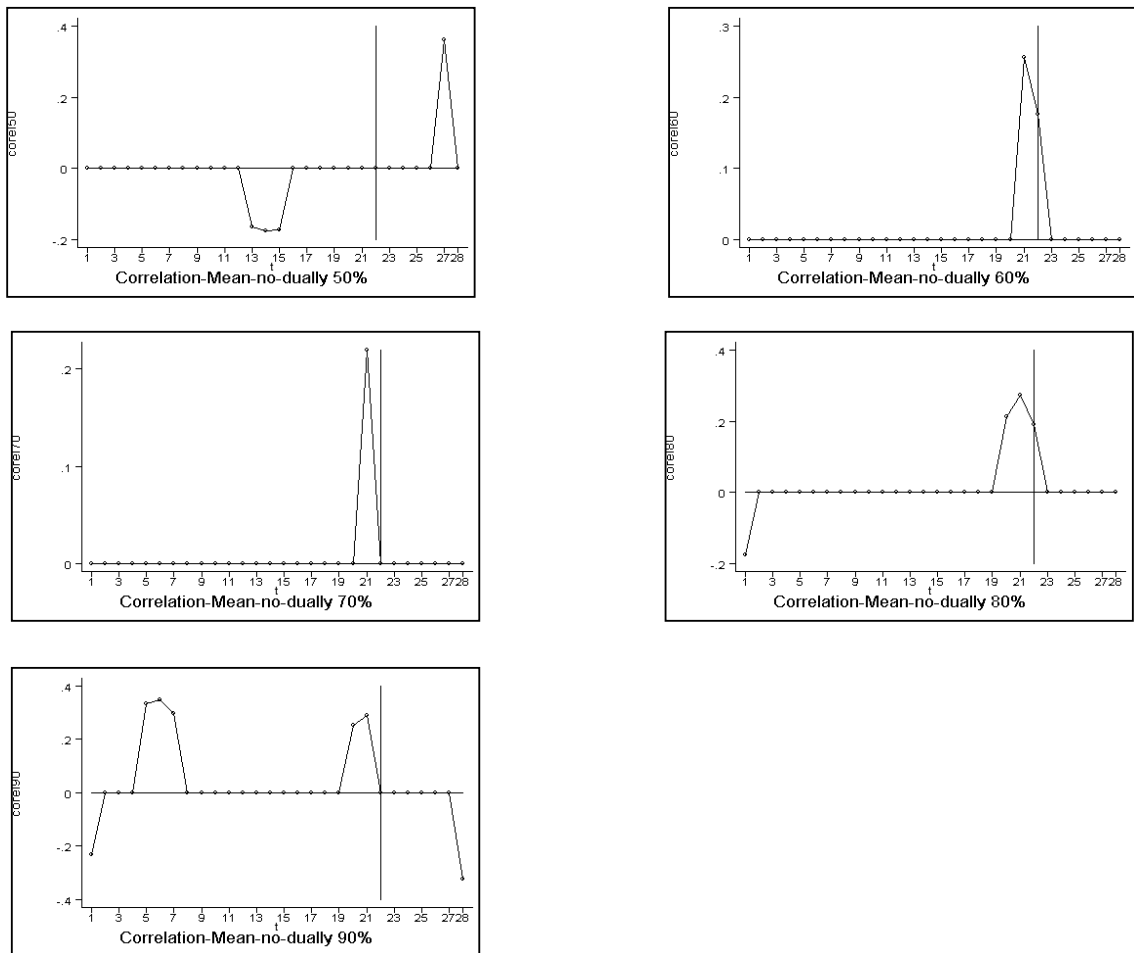 .4
.2
0
-.2
corel50
1 3 5 7 9 11 13 15 17 19 21 23 25 2728
t
Correlation-Mean-no-dually 50%
.3
.2
.1
0
corel60
1 3 5 7 9 11 13 15 17 19 21 23 25 2728
t
Correlation-Mean-no-dually 60%
.2
.1
0
corel70
1 3 5 7 9 11 13 15 17 19 21 23 25 2728
t
Correlation-Mean-no-dually 70%
.4
.2
0
-.2
corel80
1 3 5 7 9 11 13 15 17 19 21 23 25 2728
t
Correlation-Mean-no-dually 80%
.4
.2
0
-.2
-.4
corel90
1 3 5 7 9 11 13 15 17 19 21 23 25 2728
t
Correlation-Mean-no-dually 90%